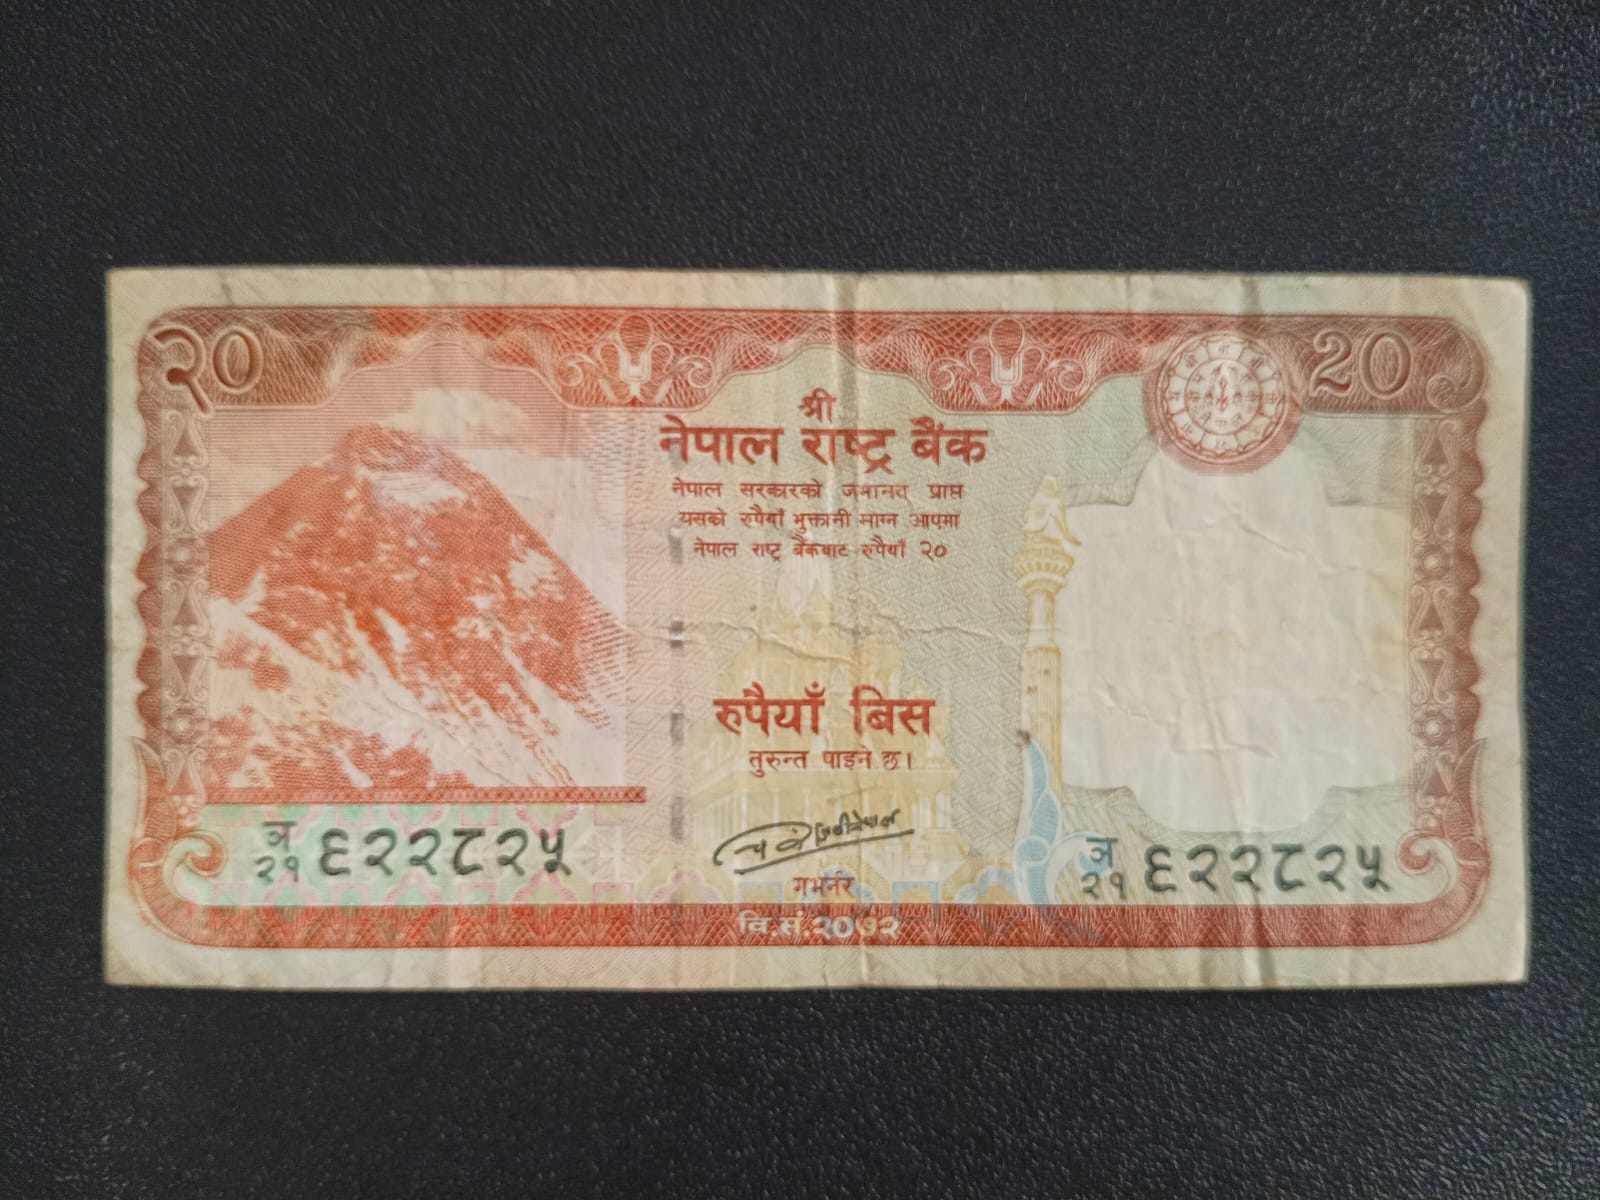 २० 20
श्री
नेपाल राष्ट्र बैंक
नेपाल सरकारको जमानत प्राप्त
यसको रुपैयाँ भुक्तानी माग्न आएमा
नेपाल राष्ट्र बैंकबाट रुपैयाँ २०
रुपैयाँ बिस
तुरुन्त पाइने छ।
ञ
२१ ६२२८२५
गभर्नर
ञ
२१ ६२२८२५
वि.सं.२०७२